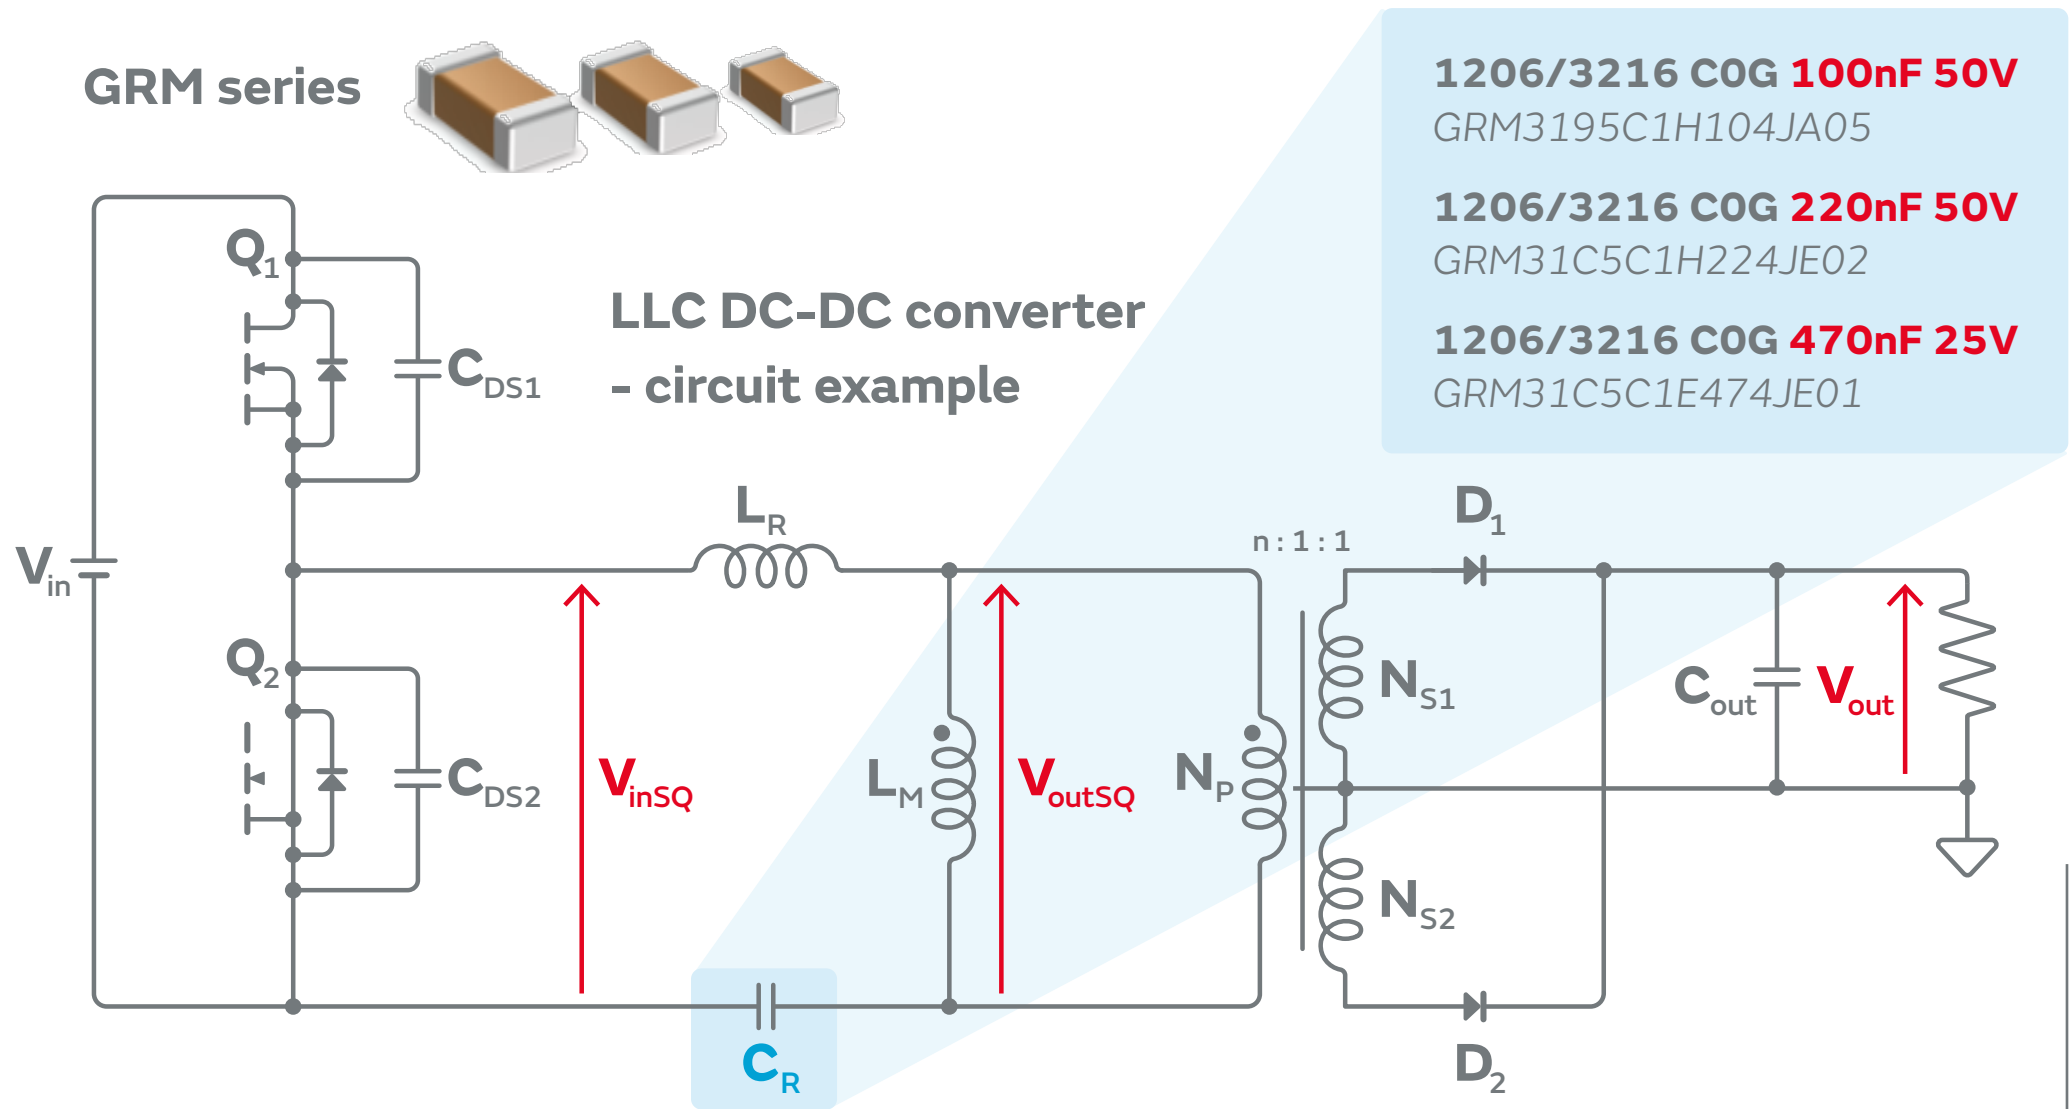 GRM series
1206/3216 C0G 100nF 50V
GRM3195C1H104JA05
1206/3216 C0G 220nF 50V
GRM31C5C1H224JE02
1206/3216 C0G 470nF 25V
GRM31C5C1E474JE01
LLC DC-DC converter
- circuit example
Q1
CDS1
Vin
LR
n:1:1
D1
Q2
CDS2
VinSQ
LM
VoutSQ
NP
NS1
Cout
Vout
NS2
CR
D2